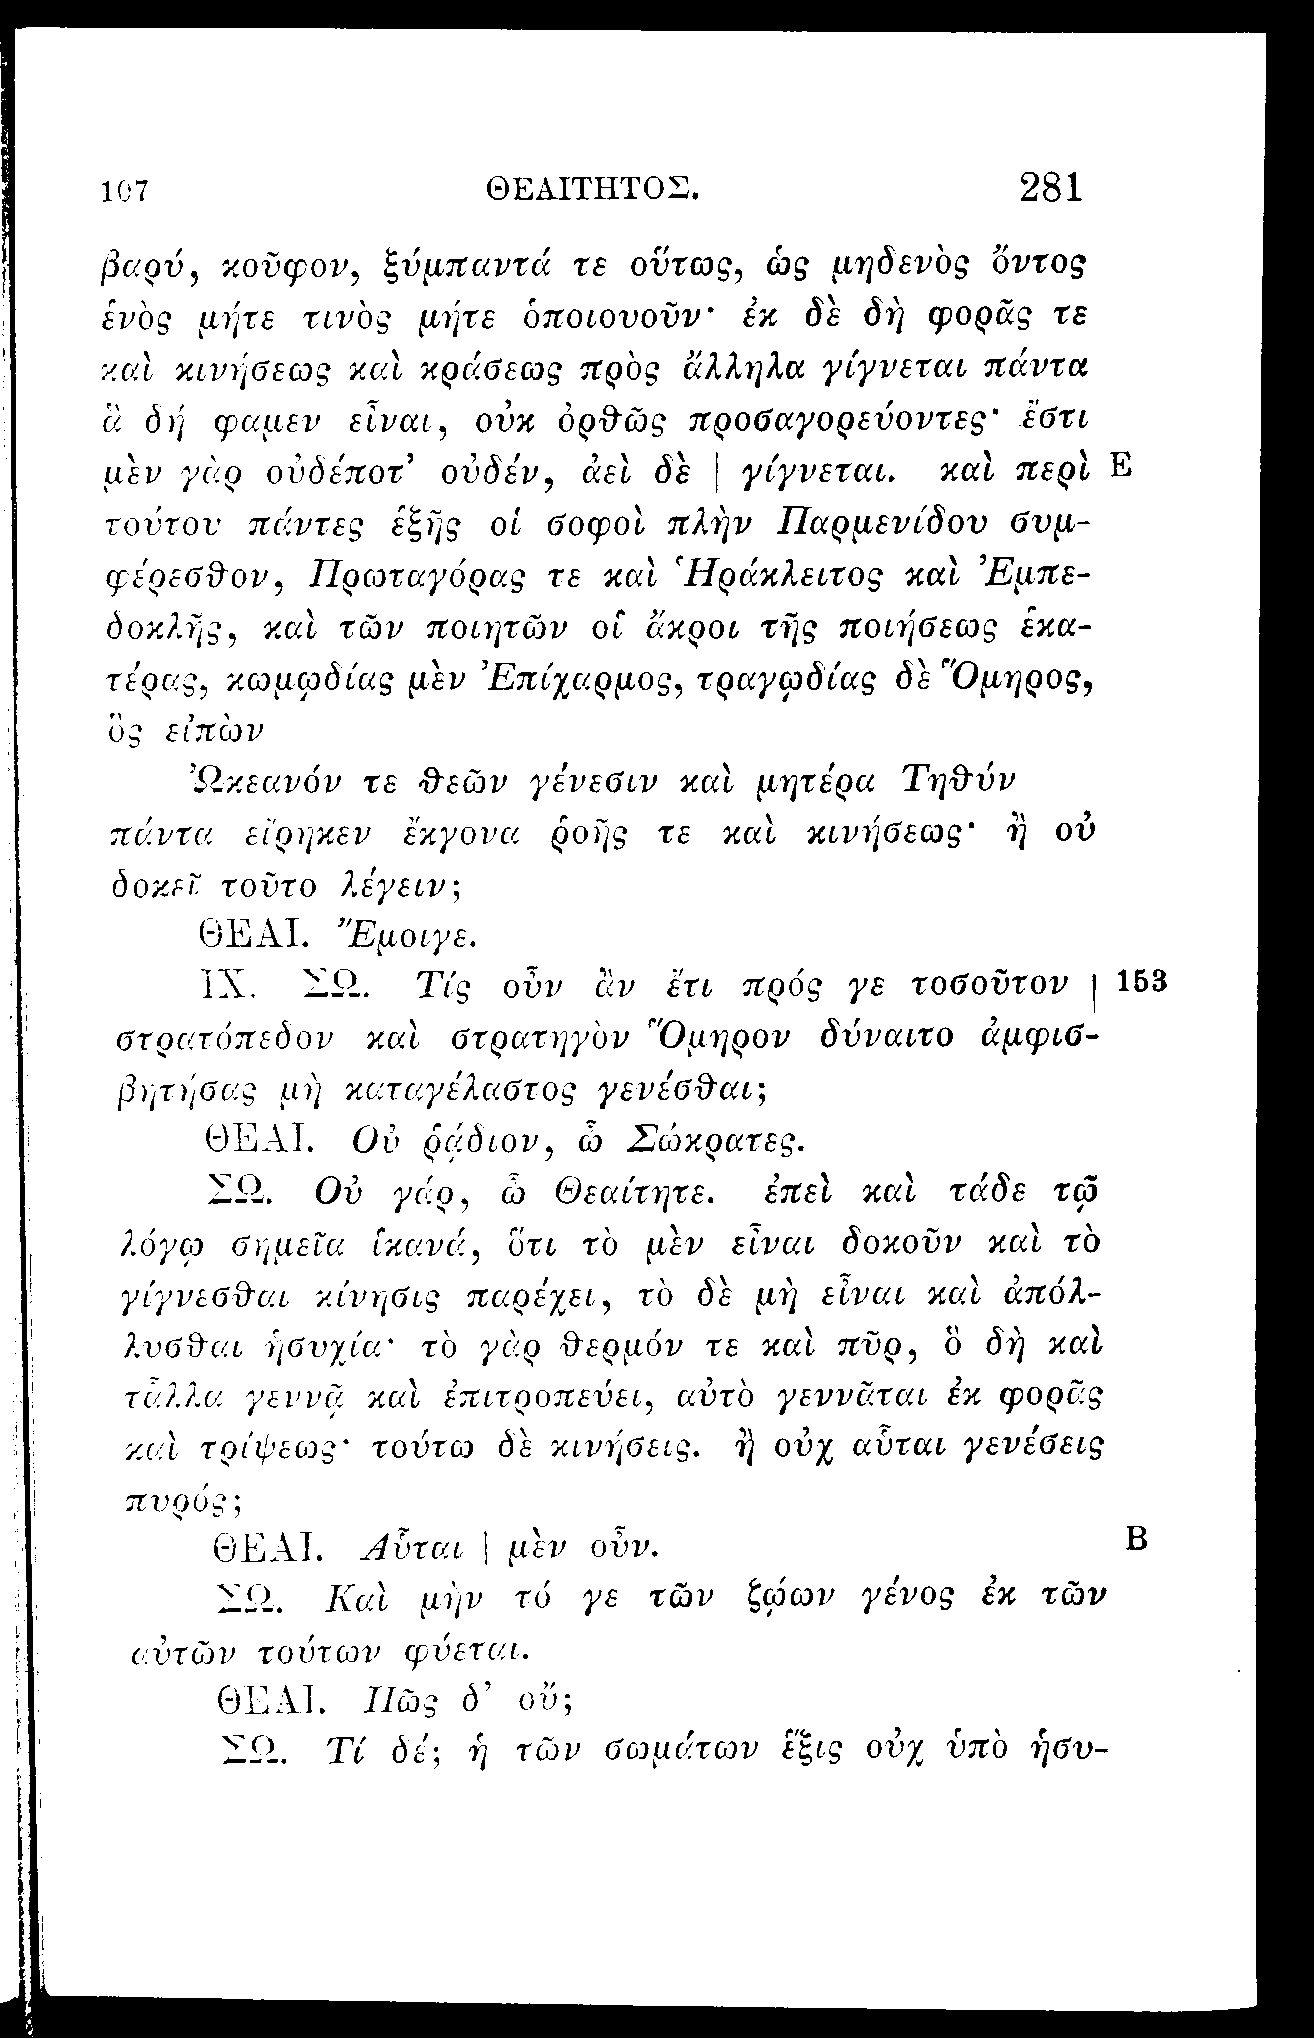 107 ΘΕΑΙΤΗΤΟΣ. 281
βαρύ, κοῦφον, ξύμπαντά τε οὕτως, ὡς μηδενὸς ὄντος
ἑνὸς μήτε τινὸς μήτε ὁποιουοῦν· ἐκ δὲ δὴ φορᾶς τε
καὶ κινήσεως καὶ κράσεως πρὸς ἄλληλα γίγνεται πάντα
ἃ δή φαμεν εἶναι, οὐκ ὀρθῶς προσαγορεύοντες· ἔστι
μὲν γὰρ οὐδέποτ’ οὐδέν, ἀεὶ δὲ | γίγνεται. καὶ περὶ E
τούτου πάντες ἑξῆς οἱ σοφοὶ πλὴν Παρμενίδου συμ-
φέρεσθον, Πρωταγόρας τε καὶ Ἡράκλειτος καὶ Ἐμπε-
δοκλῆς, καὶ τῶν ποιητῶν οἱ ἄκροι τῆς ποιήσεως ἑκα-
τέρας, κωμῳδίας μὲν Ἐπίχαρμος, τραγῳδίας δὲ Ὅμηρος,
ὃς εἰπὼν
Ὠκεανόν τε θεῶν γένεσιν καὶ μητέρα Τηθύν
πάντα εἴρηκεν ἔκγονα ῥοῆς τε καὶ κινήσεως· ἢ οὐ
δοκεῖ τοῦτο λέγειν;
ΘΕΑΙ. Ἔμοιγε.
IX. ΣΩ. Τίς οὖν ἂν ἔτι πρός γε τοσοῦτον | 153
στρατόπεδον καὶ στρατηγὸν Ὅμηρον δύναιτο ἀμφισ-
βητήσας μὴ καταγέλαστος γενέσθαι;
ΘΕΑΙ. Οὐ ῥᾴδιον, ὦ Σώκρατες.
ΣΩ. Οὐ γάρ, ὦ Θεαίτητε. ἐπεὶ καὶ τάδε τῷ
λόγῳ σημεῖα ἱκανά, ὅτι τὸ μὲν εἶναι δοκοῦν καὶ τὸ
γίγνεσθαι κίνησις παρέχει, τὸ δὲ μὴ εἶναι καὶ ἀπόλ-
λυσθαι ἡσυχία· τὸ γὰρ θερμόν τε καὶ πῦρ, ὃ δὴ καὶ
τἆλλα γεννᾷ καὶ ἐπιτροπεύει, αὐτὸ γεννᾶται ἐκ φορᾶς
καὶ τρίψεως· τούτω δὲ κινήσεις. ἢ οὐχ αὗται γενέσεις
πυρός;
ΘΕΑΙ. Αὗται | μὲν οὖν. B
ΣΩ. Καὶ μὴν τό γε τῶν ζῴων γένος ἐκ τῶν
αὐτῶν τούτων φύεται.
ΘΕΑΙ. Πῶς δ’ οὔ;
ΣΩ. Τί δέ; ἡ τῶν σωμάτων ἕξις οὐχ ὑπὸ ἡσυ-